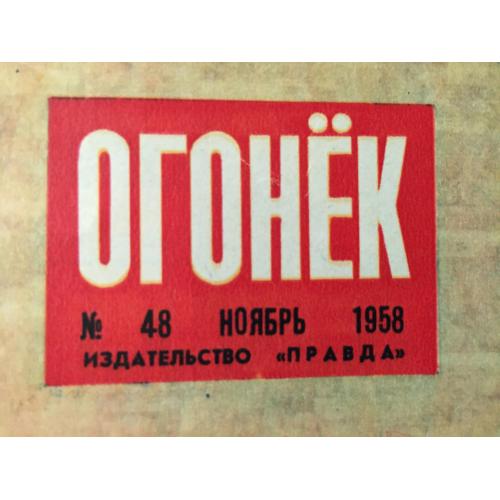 ОГОНЁК
№ 48 НОЯБРЬ 1958
ИЗДАТЕЛЬСТВО «ПРАВДА»